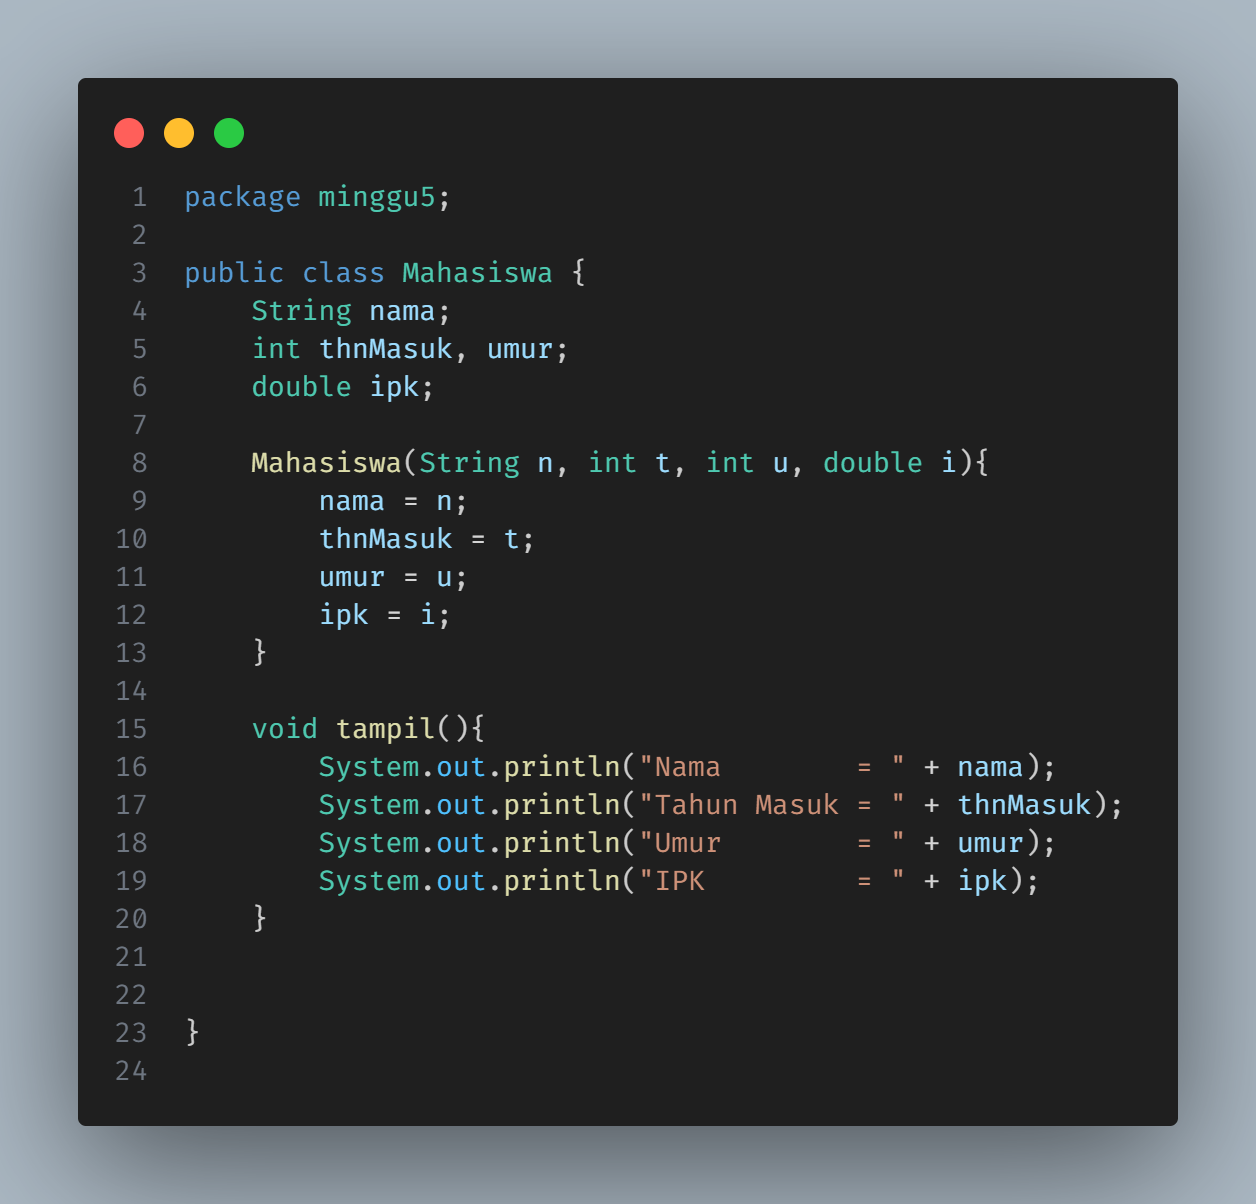 1 package minggu5;
2
3 public class Mahasiswa {
4     String nama;
5     int thnMasuk, umur;
6     double ipk;
7
8     Mahasiswa(String n, int t, int u, double i){
9         nama = n;
10         thnMasuk = t;
11         umur = u;
12         ipk = i;
13     }
14
15     void tampil(){
16         System.out.println("Nama        = " + nama);
17         System.out.println("Tahun Masuk = " + thnMasuk);
18         System.out.println("Umur        = " + umur);
19         System.out.println("IPK         = " + ipk);
20     }
21
22
23 }
24